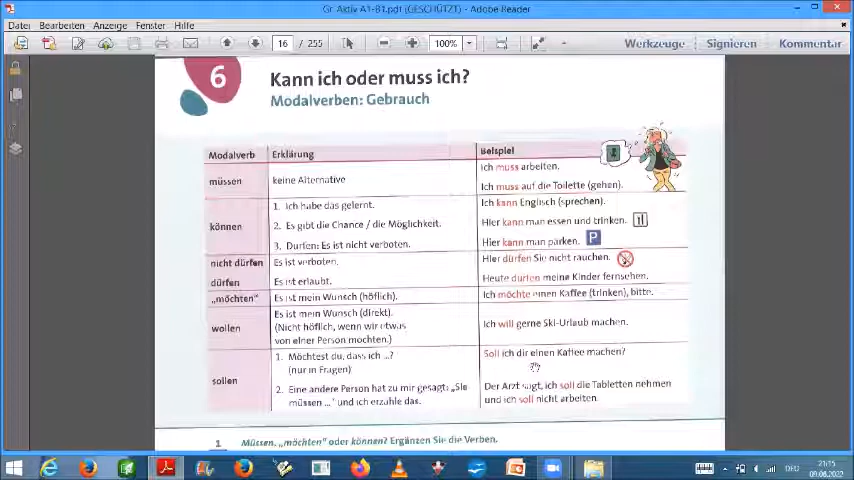 Gr. Aktiv A1-B1.pdf (GESCHÜTZT) - Adobe Reader
Datei Bearbeiten Anzeige Fenster Hilfe
16 / 255 100% Werkzeuge Signieren Kommentar
6 Kann ich oder muss ich?
Modalverben: Gebrauch
Modalverb Erklärung Beispiel
müssen keine Alternative Ich muss arbeiten.
Ich muss auf die Toilette (gehen).
können 1. Ich habe das gelernt. Ich kann Englisch (sprechen).
2. Es gibt die Chance / die Möglichkeit. Hier kann man essen und trinken.
3. Dürfen: Es ist nicht verboten. Hier kann man parken. P
nicht dürfen Es ist verboten. Hier dürfen Sie nicht rauchen.
dürfen Es ist erlaubt. Heute dürfen meine Kinder fernsehen.
„möchten" Es ist mein Wunsch (höflich). Ich möchte einen Kaffee (trinken), bitte.
wollen Es ist mein Wunsch (direkt).
(Nicht höflich, wenn wir etwas
von einer Person möchten.) Ich will gerne Ski-Urlaub machen.
sollen 1. Möchtest du, dass ich ...?
(nur in Fragen) Soll ich dir einen Kaffee machen?
2. Eine andere Person hat zu mir gesagt: „Sie
müssen ..." und ich erzähle das. Der Arzt sagt, ich soll die Tabletten nehmen
und ich soll nicht arbeiten.
1 Müssen, „möchten" oder können? Ergänzen Sie die Verben.
DEU 21:15
09.06.2022